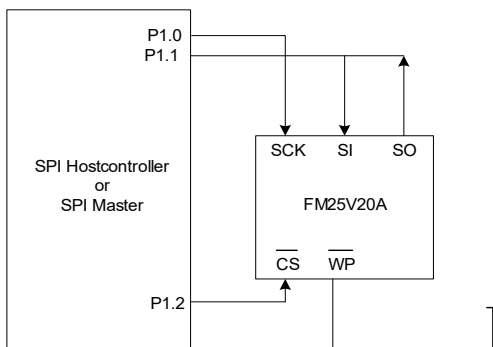 P1.0
P1.1
SCK SI SO
SPI Hostcontroller
or
SPI Master
FM25V20A
CS WP
P1.2